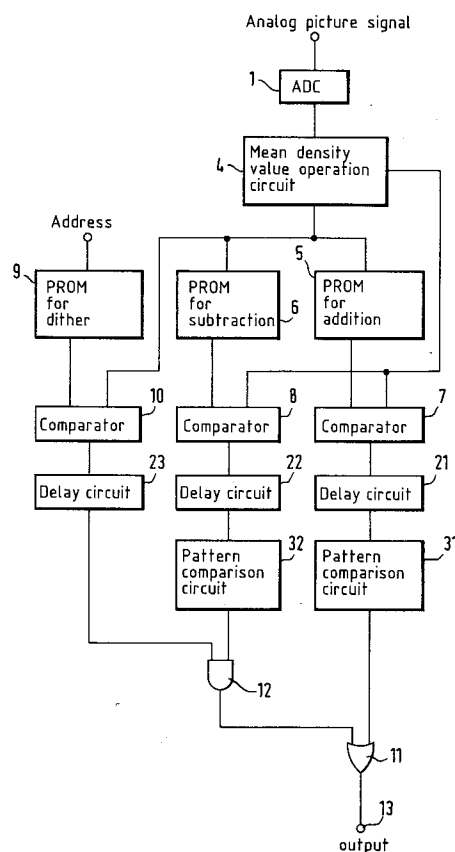 Analog picture signal
1
ADC
4
Mean density
value operation
circuit
Address
9
PROM
for
dither
PROM
for
subtraction
6
5
PROM
for
addition
10
Comparator
8
Comparator
7
Comparator
23
Delay circuit
22
Delay circuit
21
Delay circuit
32
Pattern
comparison
circuit
31
Pattern
comparison
circuit
12
11
13
output